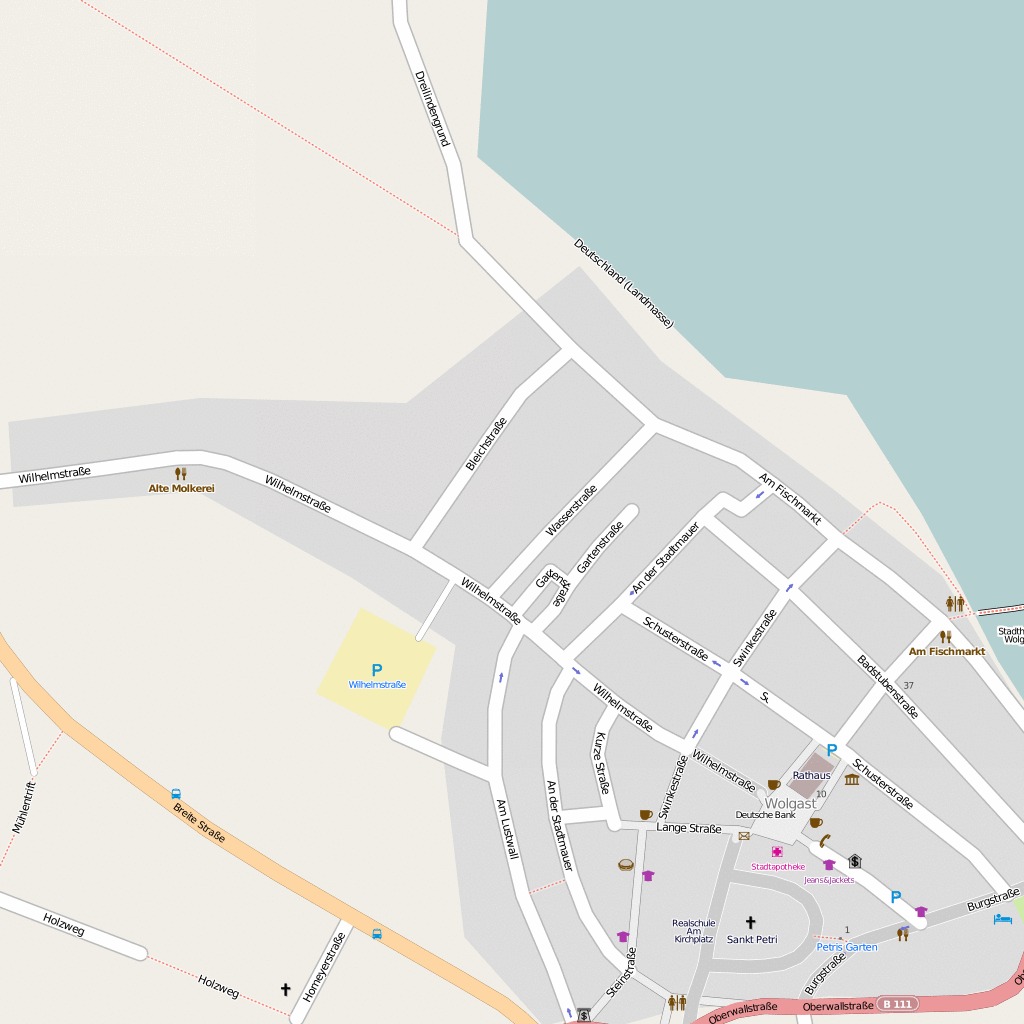 Dreilindengrund
Deutschland (Landmasse)
Bleichstraße
Wilhelmstraße
Alte Molkerei
Wilhelmstraße
Wasserstraße
Am Fischmarkt
Gartenstraße
Gartenstraße
An der Stadtmauer
Wilhelmstraße
Schusterstraße
Swinkestraße
Am Fischmarkt
Badstubenstraße
37
P
Wilhelmstraße
Wilhelmstraße
Kurze Straße
P
Rathaus
10
Schusterstraße
Wilhelmstraße
Swinkestraße
Wolgast
Deutsche Bank
Lange Straße
Mühlentrift
Breite Straße
Am Lustwall
An der Stadtmauer
Stadtapotheke
Jeans&Jackets
P
Burgstraße
Holzweg
Holzweg
Homeyerstraße
Steinstraße
Realschule
Am
Kirchplatz
Sankt Petri
1
Petris Garten
Burgstraße
Oberwallstraße
Oberwallstraße
B 111